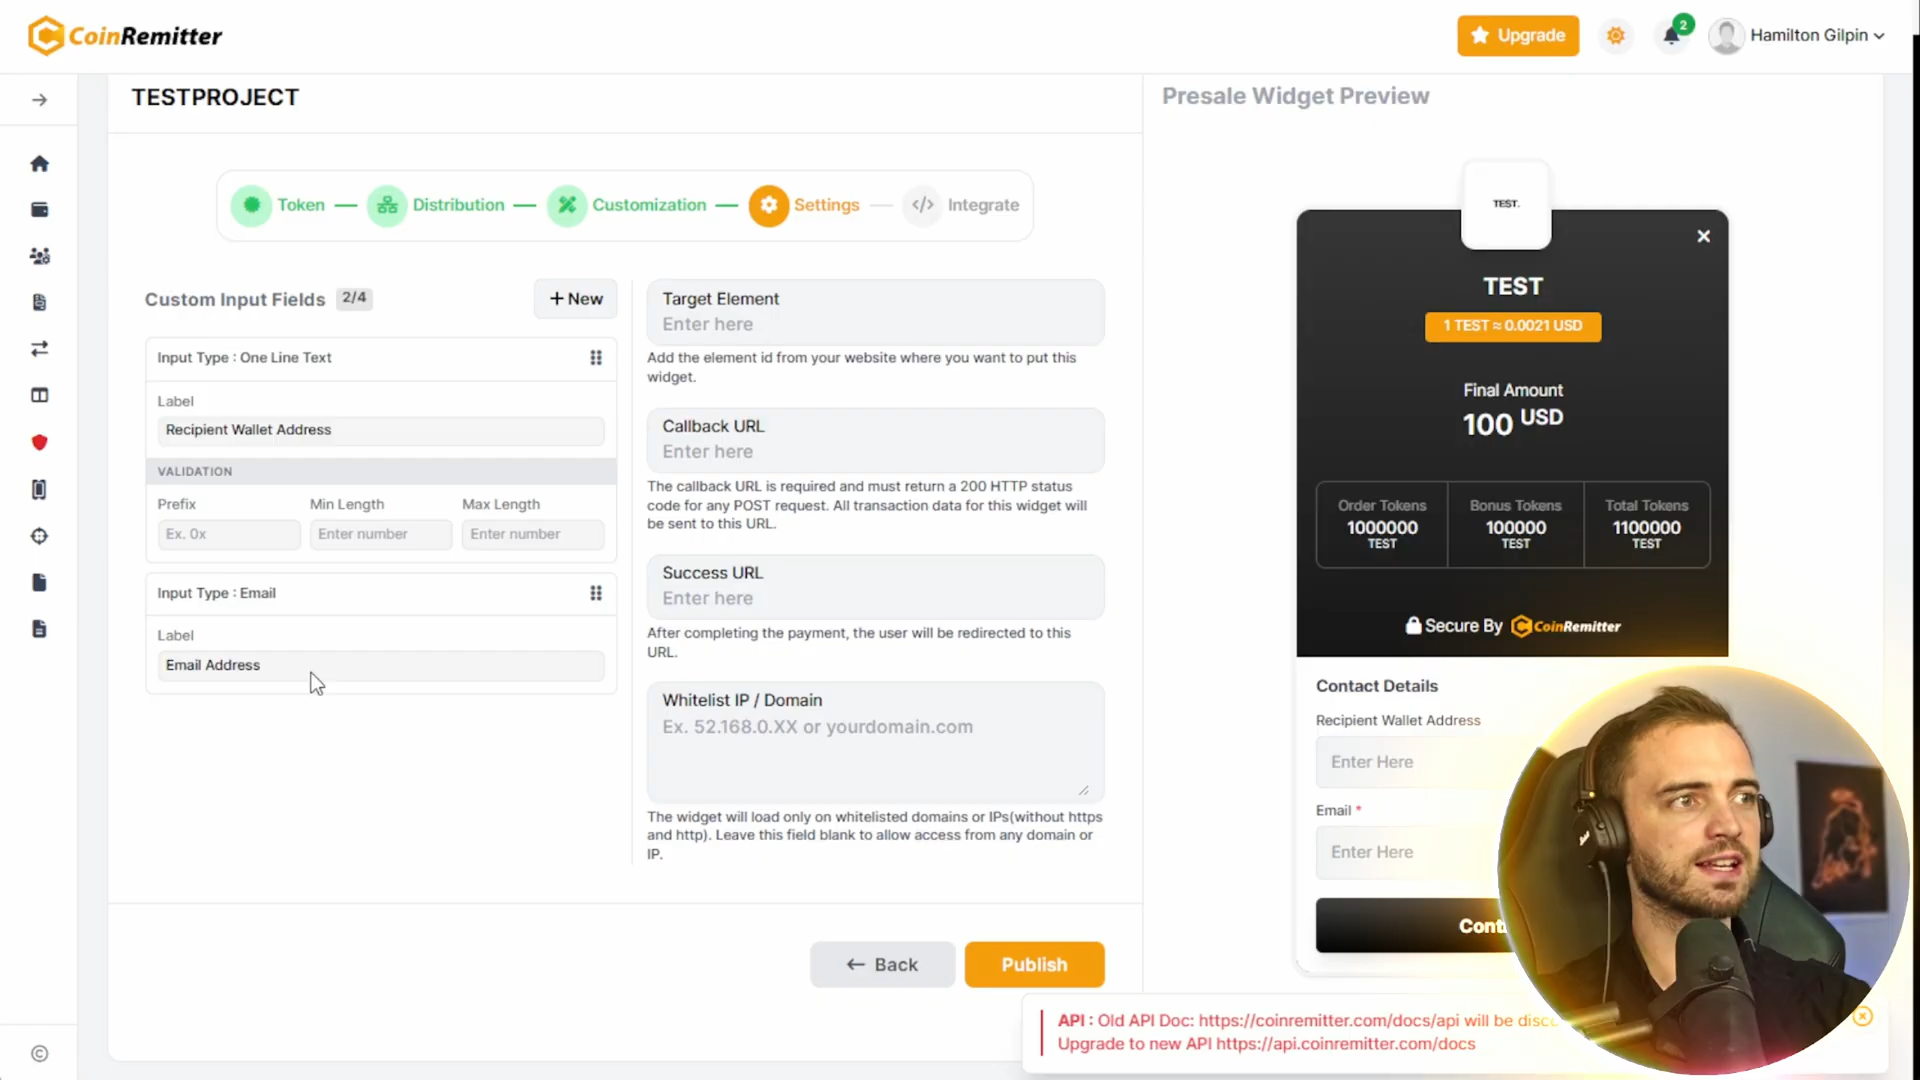 CoinRemitter
Upgrade
2
Hamilton Gilpin
TESTPROJECT
Token
Distribution
Customization
Settings
Integrate
Custom Input Fields 2/4
+ New
Input Type : One Line Text
Label
Recipient Wallet Address
VALIDATION
Prefix Min Length Max Length
Ex. 0x Enter number Enter number
Input Type : Email
Label
Email Address
Target Element
Enter here
Add the element id from your website where you want to put this
widget.
Callback URL
Enter here
The callback URL is required and must return a 200 HTTP status
code for any POST request. All transaction data for this widget will
be sent to this URL.
Success URL
Enter here
After completing the payment, the user will be redirected to this
URL.
Whitelist IP / Domain
Ex. 52.168.0.XX or yourdomain.com
The widget will load only on whitelisted domains or IPs(without https
and http). Leave this field blank to allow access from any domain or
IP.
← Back
Publish
Presale Widget Preview
TEST.
TEST
1 TEST ≈ 0.0021 USD
Final Amount
100 USD
Order Tokens Bonus Tokens Total Tokens
1000000 100000 1100000
TEST TEST TEST
Secure By CoinRemitter
Contact Details
Recipient Wallet Address
Enter Here
Email *
Enter Here
API : Old API Doc: https://coinremitter.com/docs/api will be
Upgrade to new API https://api.coinremitter.com/docs